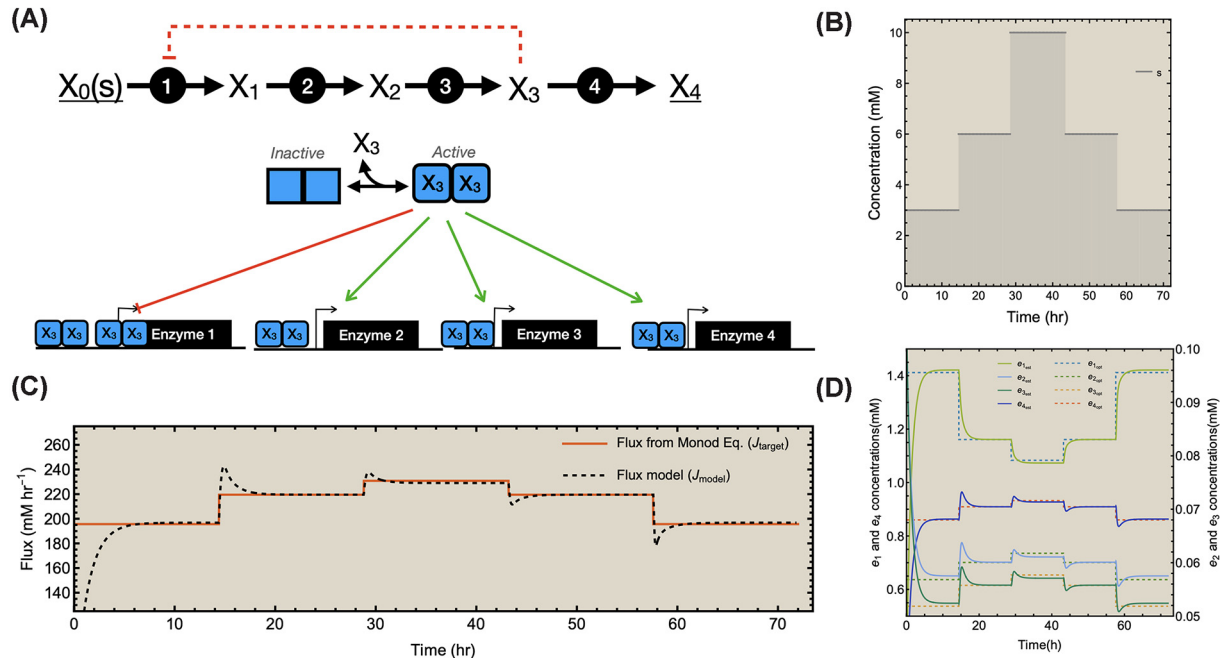 (A)
X0(s) 1 X1 2 X2 3 X3 4 X4
X3
Inactive Active
X3 X3
X3 X3 X3 X3 Enzyme 1
X3 X3 Enzyme 2
X3 X3 Enzyme 3
X3 X3 Enzyme 4
(B)
10
8
6
4
2
0
Concentration (mM)
s
0 10 20 30 40 50 60 70
Time (hr)
(C)
260
240
220
200
180
160
140
Flux (mM hr⁻¹)
Flux from Monod Eq. (Jtarget)
Flux model (Jmodel)
0 10 20 30 40 50 60 70
Time (hr)
(D)
1.4
1.2
1.0
0.8
0.6
e1 and e4 concentrations(mM)
e1est e1opt
e2est e2opt
e3est e3opt
e4est e4opt
0.10
0.09
0.08
0.07
0.06
0.05
e2 and e3 concentrations(mM)
0 20 40 60
Time(h)